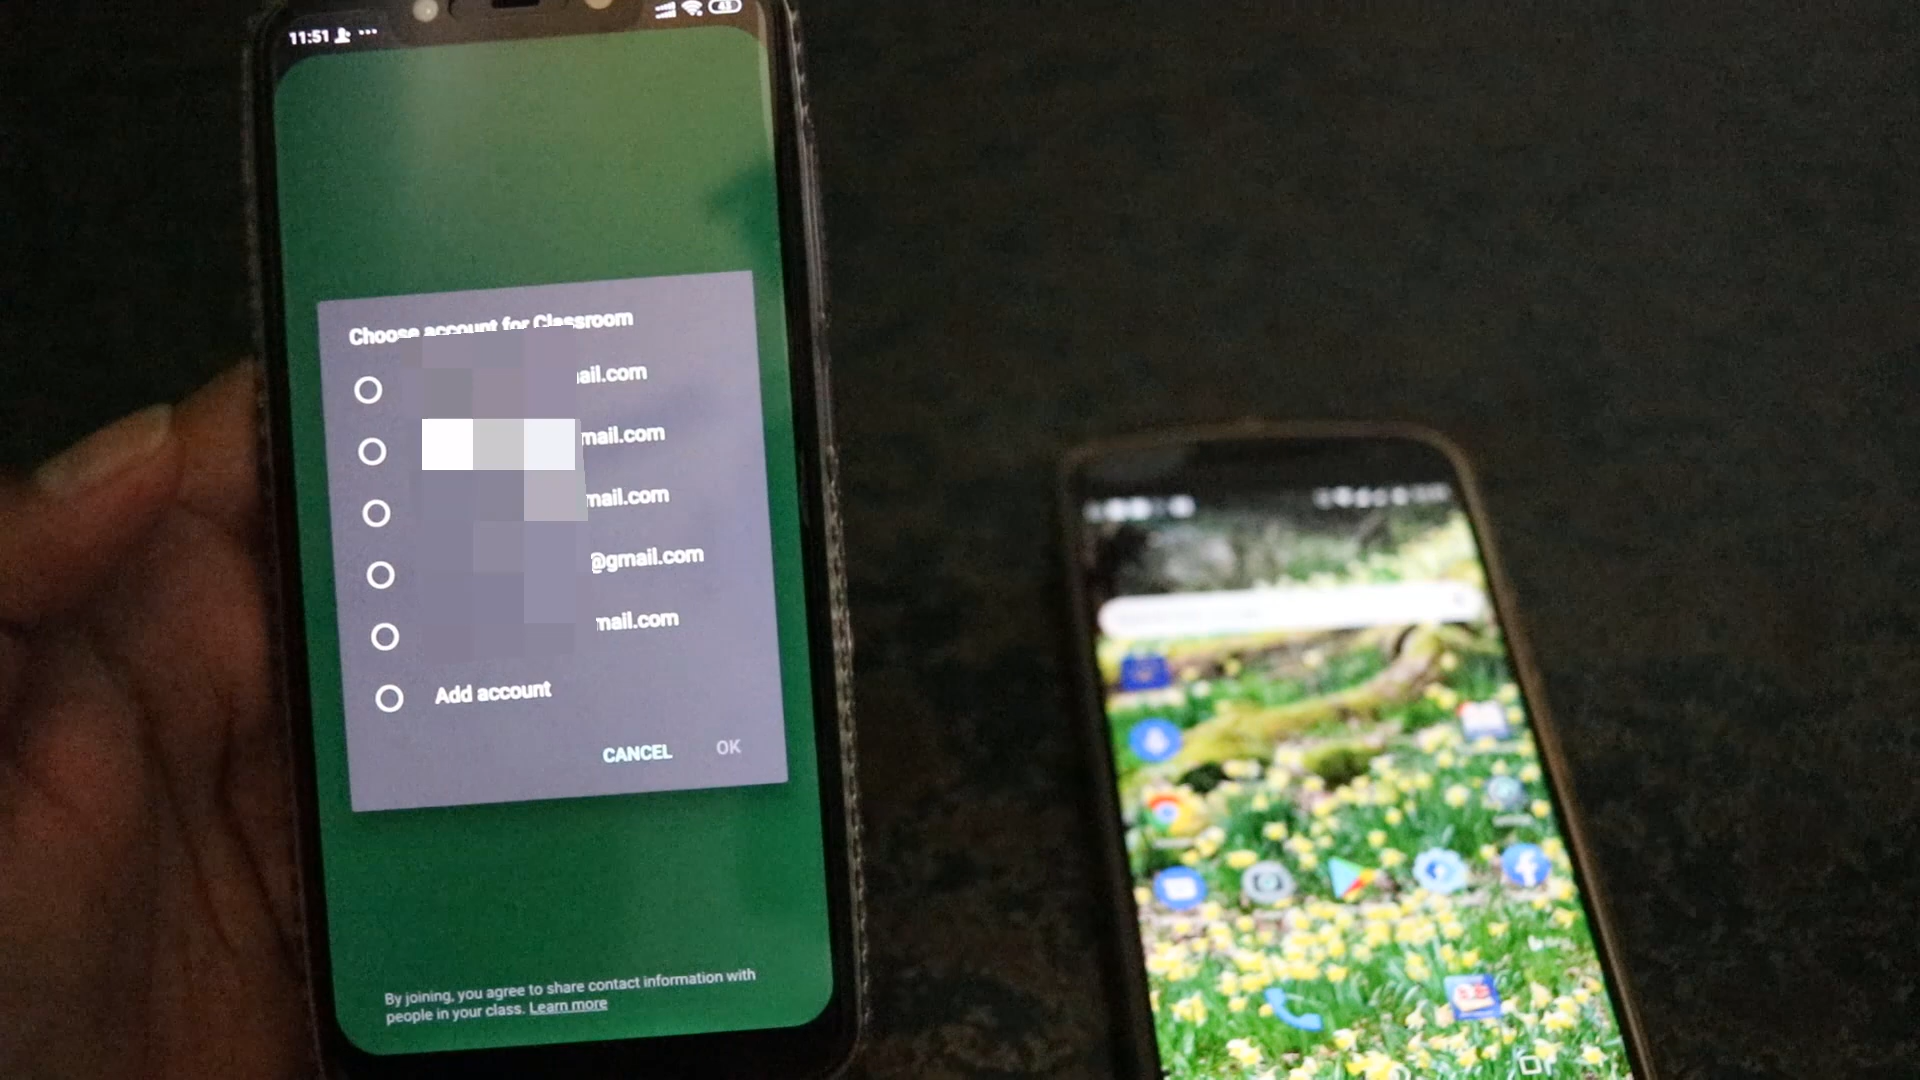 11:51
43
Choose account for Classroom
ail.com
mail.com
mail.com
@gmail.com
mail.com
Add account
CANCEL OK
By joining, you agree to share contact information with
people in your class. Learn more